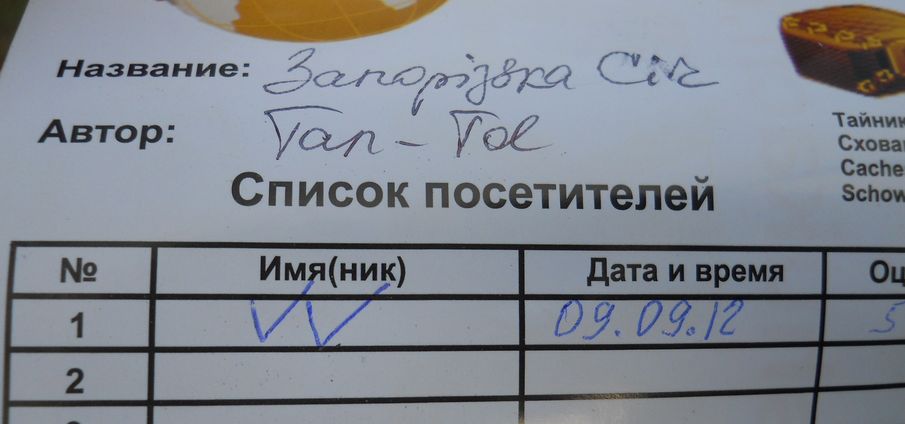 Название: Запорізька Січ
Автор: Tan-Tol
Список посетителей
Тайник
Схова
Cache
Schow
№ Имя(ник) Дата и время Оц
1 VV 09.09.12 5
2